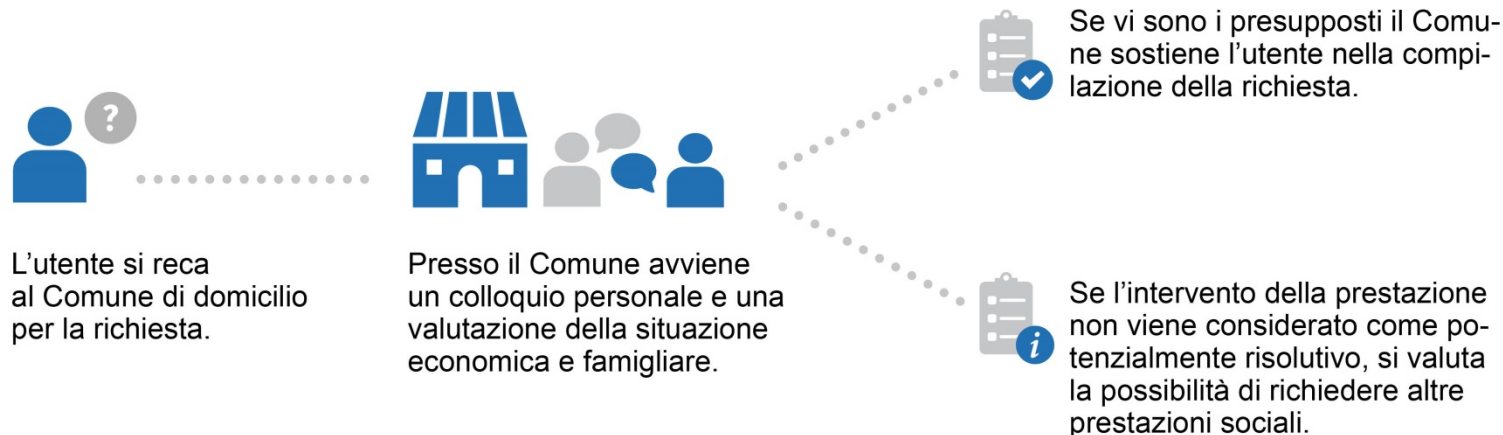 ?
L’utente si reca
al Comune di domicilio
per la richiesta.
Presso il Comune avviene
un colloquio personale e una
valutazione della situazione
economica e famigliare.
Se vi sono i presupposti il Comu-
ne sostiene l’utente nella compi-
lazione della richiesta.
i
Se l’intervento della prestazione
non viene considerato come po-
tenzialmente risolutivo, si valuta
la possibilità di richiedere altre
prestazioni sociali.